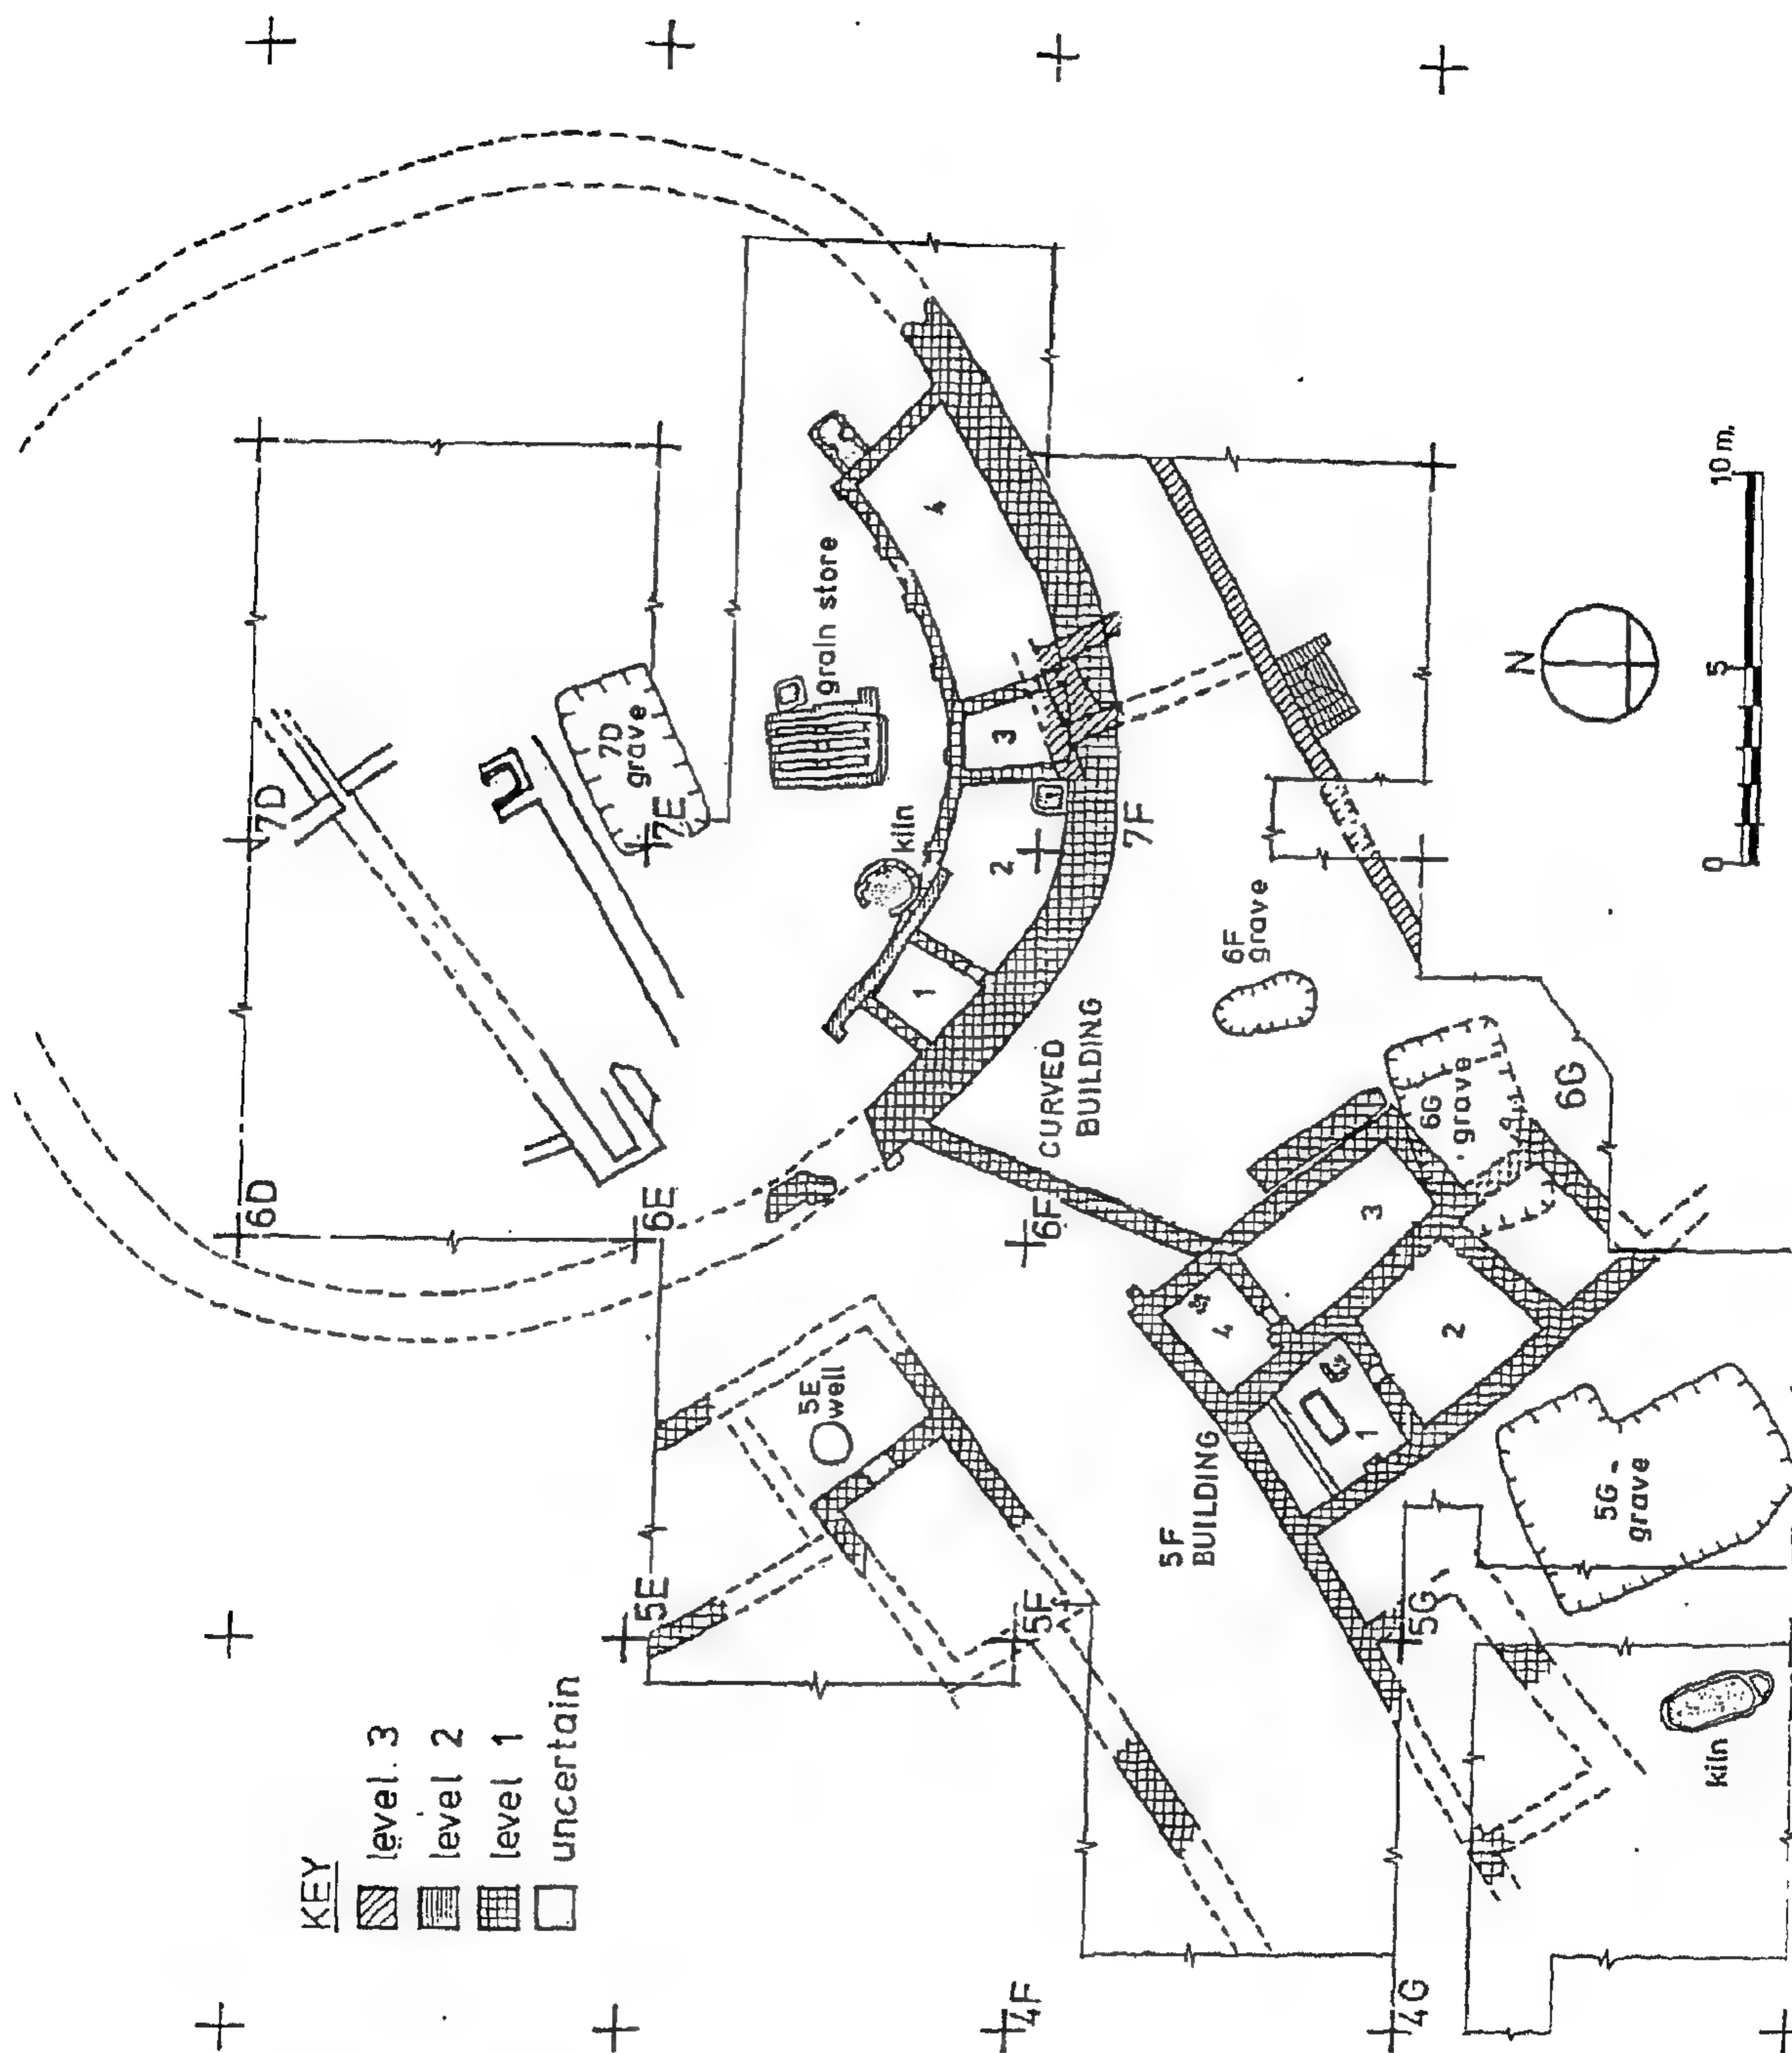 KEY
level. 3
level 2
level 1
uncertain
N
0
5
10 m.
6D
7D
5E
6E
7E
4F
5F
6F
7F
4G
5G
6G
7D
grave
grain store
kiln
1
2
3
4
CURVED
BUILDING
6F
grave
6G
grave
5E
well
5F
BUILDING
1
2
3
4
5G
grave
kiln